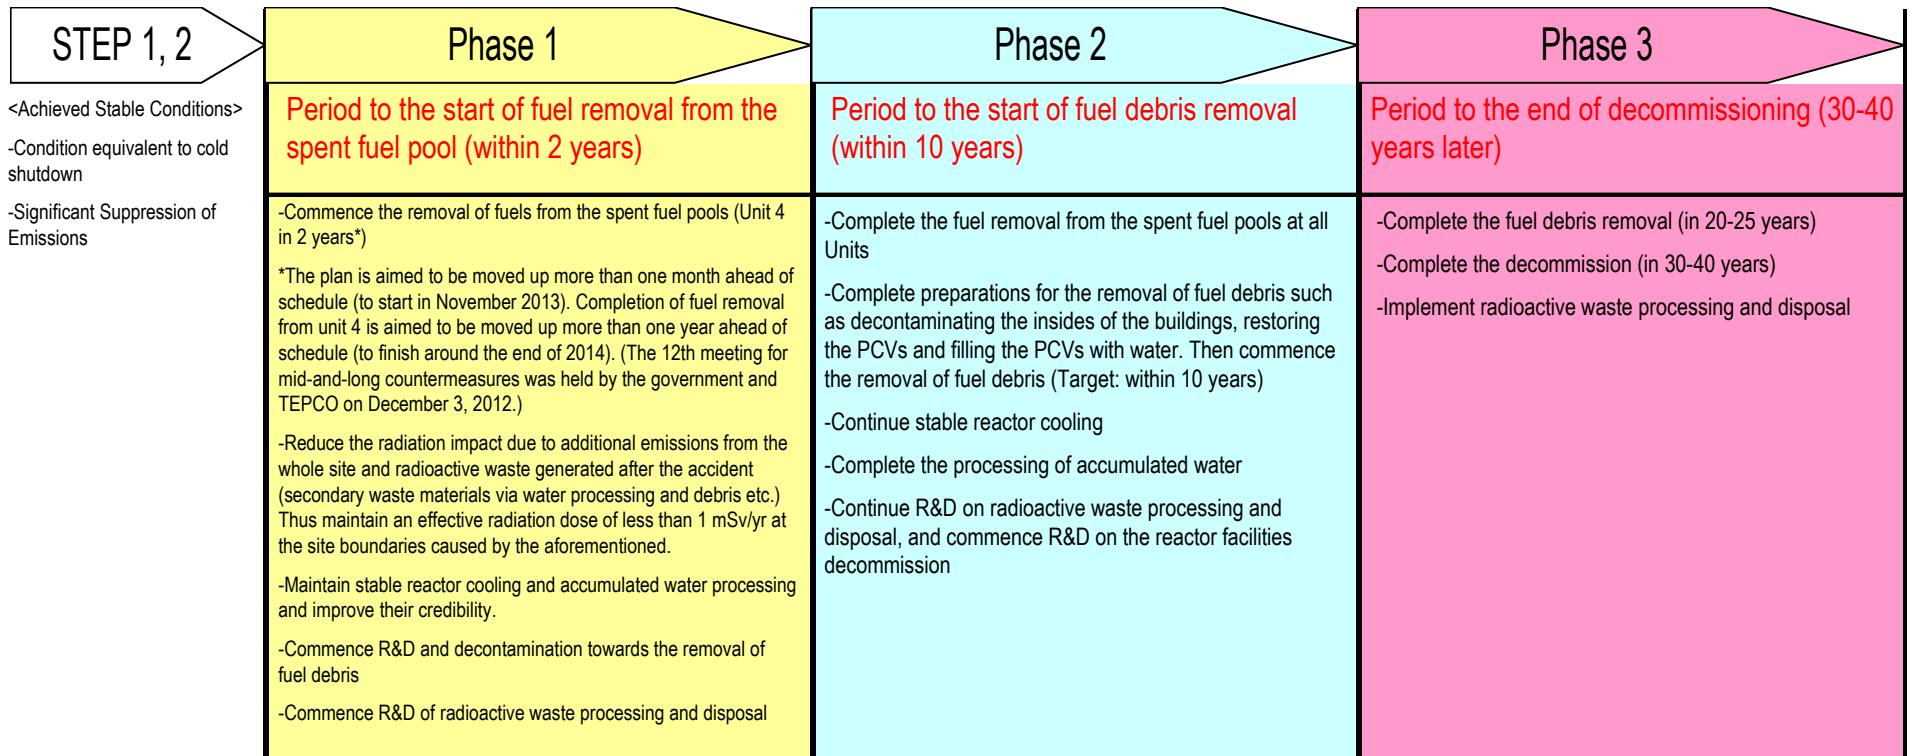 STEP 1, 2
<Achieved Stable Conditions>
-Condition equivalent to cold
shutdown
-Significant Suppression of
Emissions
Phase 1
Period to the start of fuel removal from the
spent fuel pool (within 2 years)
-Commence the removal of fuels from the spent fuel pools (Unit 4
in 2 years*)
*The plan is aimed to be moved up more than one month ahead of
schedule (to start in November 2013). Completion of fuel removal
from unit 4 is aimed to be moved up more than one year ahead of
schedule (to finish around the end of 2014). (The 12th meeting for
mid-and-long countermeasures was held by the government and
TEPCO on December 3, 2012.)
-Reduce the radiation impact due to additional emissions from the
whole site and radioactive waste generated after the accident
(secondary waste materials via water processing and debris etc.)
Thus maintain an effective radiation dose of less than 1 mSv/yr at
the site boundaries caused by the aforementioned.
-Maintain stable reactor cooling and accumulated water processing
and improve their credibility.
-Commence R&D and decontamination towards the removal of
fuel debris
-Commence R&D of radioactive waste processing and disposal
Phase 2
Period to the start of fuel debris removal
(within 10 years)
-Complete the fuel removal from the spent fuel pools at all
Units
-Complete preparations for the removal of fuel debris such
as decontaminating the insides of the buildings, restoring
the PCVs and filling the PCVs with water. Then commence
the removal of fuel debris (Target: within 10 years)
-Continue stable reactor cooling
-Complete the processing of accumulated water
-Continue R&D on radioactive waste processing and
disposal, and commence R&D on the reactor facilities
decommission
Phase 3
Period to the end of decommissioning (30-40
years later)
-Complete the fuel debris removal (in 20-25 years)
-Complete the decommission (in 30-40 years)
-Implement radioactive waste processing and disposal